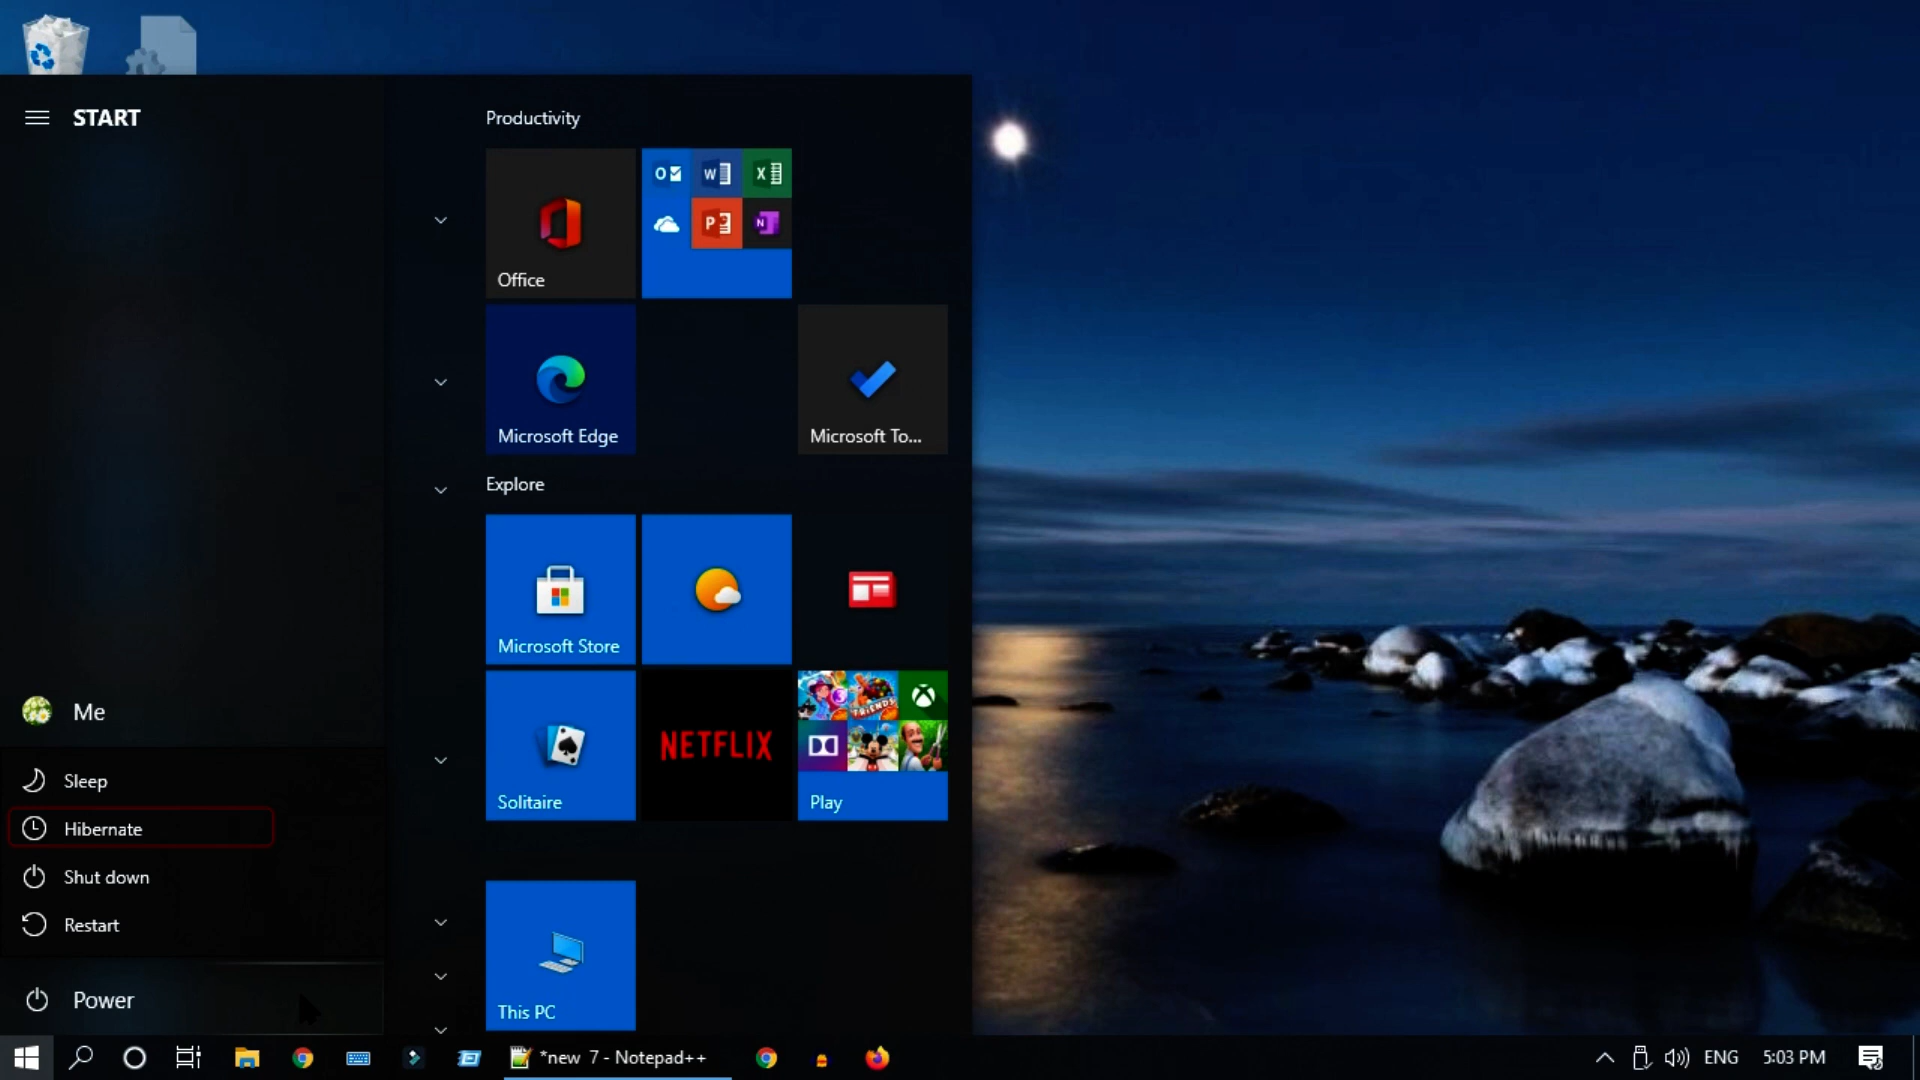 START
Productivity
Office
Microsoft Edge
Microsoft To...
Explore
Microsoft Store
NETFLIX
FRIENDS
Solitaire
Play
This PC
Me
Sleep
Hibernate
Shut down
Restart
Power
*new 7 - Notepad++
ENG
5:03 PM